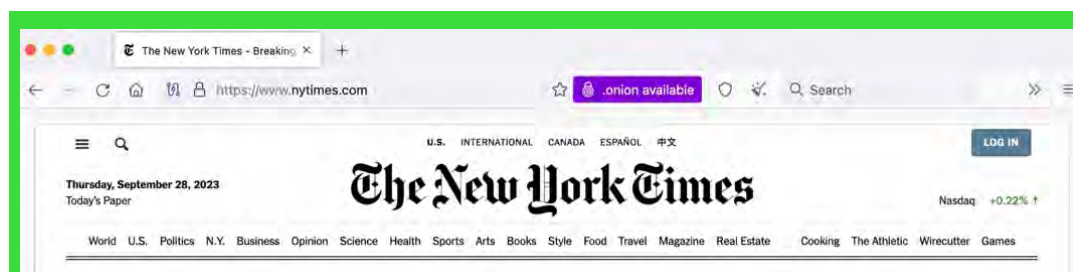 The New York Times - Breaking
https://www.nytimes.com .onion available Search
U.S. INTERNATIONAL CANADA ESPAÑOL 中文
LOG IN
Thursday, September 28, 2023
Today's Paper
The New York Times
Nasdaq +0.22%
World U.S. Politics N.Y. Business Opinion Science Health Sports Arts Books Style Food Travel Magazine Real Estate Cooking The Athletic Wirecutter Games